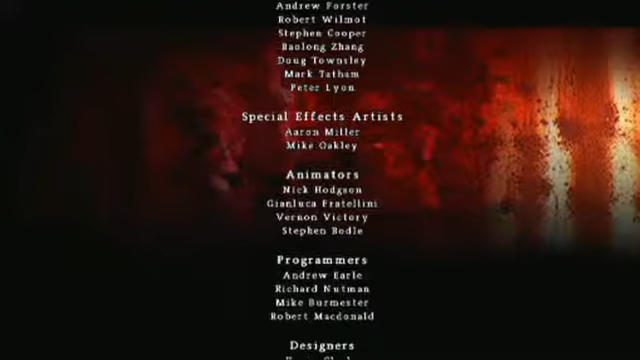 Andrew Forster
Robert Wilmot
Stephen Cooper
Baolong Zhang
Doug Townsley
Mark Tatham
Peter Lyon
Special Effects Artists
Aaron Miller
Mike Oakley
Animators
Nick Hodgson
Gianluca Fratellini
Vernon Victory
Stephen Bodle
Programmers
Andrew Earle
Richard Nutman
Mike Burmester
Robert Macdonald
Designers